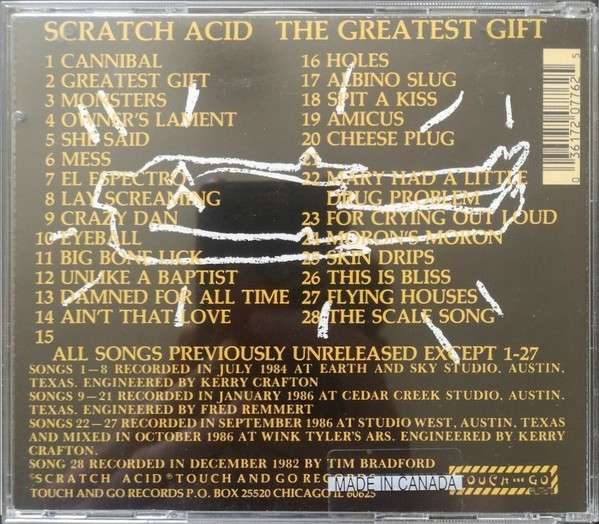 SCRATCH ACID THE GREATEST GIFT
1 CANNIBAL
2 GREATEST GIFT
3 MONSTERS
4 OWNER'S LAMENT
5 SHE SAID
6 MESS
7 EL ESPECTRO
8 LAY SCREAMING
9 CRAZY DAN
10 EYEBALL
11 BIG BONE LICK
12 UNLIKE A BAPTIST
13 DAMNED FOR ALL TIME
14 AIN'T THAT LOVE
15
16 HOLES
17 ALBINO SLUG
18 SPIT A KISS
19 AMICUS
20 CHEESE PLUG
22 MARY HAD A LITTLE
DRUG PROBLEM
23 FOR CRYING OUT LOUD
24 MORON'S MORON
25 SKIN DRIPS
26 THIS IS BLISS
27 FLYING HOUSES
28 THE SCALE SONG
0 36172 07762 5
ALL SONGS PREVIOUSLY UNRELEASED EXCEPT 1-27
SONGS 1–8 RECORDED IN JULY 1984 AT EARTH AND SKY STUDIO, AUSTIN,
TEXAS. ENGINEERED BY KERRY CRAFTON
SONGS 9–21 RECORDED IN JANUARY 1986 AT CEDAR CREEK STUDIO, AUSTIN,
TEXAS. ENGINEERED BY FRED REMMERT
SONGS 22–27 RECORDED IN SEPTEMBER 1986 AT STUDIO WEST, AUSTIN, TEXAS
AND MIXED IN OCTOBER 1986 AT WINK TYLER'S ARS. ENGINEERED BY KERRY
CRAFTON.
SONG 28 RECORDED IN DECEMBER 1982 BY TIM BRADFORD
©SCRATCH ACID ℗TOUCH AND GO
TOUCH AND GO RECORDS P.O. BOX 25520 CHICAGO IL 60625
MADE IN CANADA
TOUCH AND GO